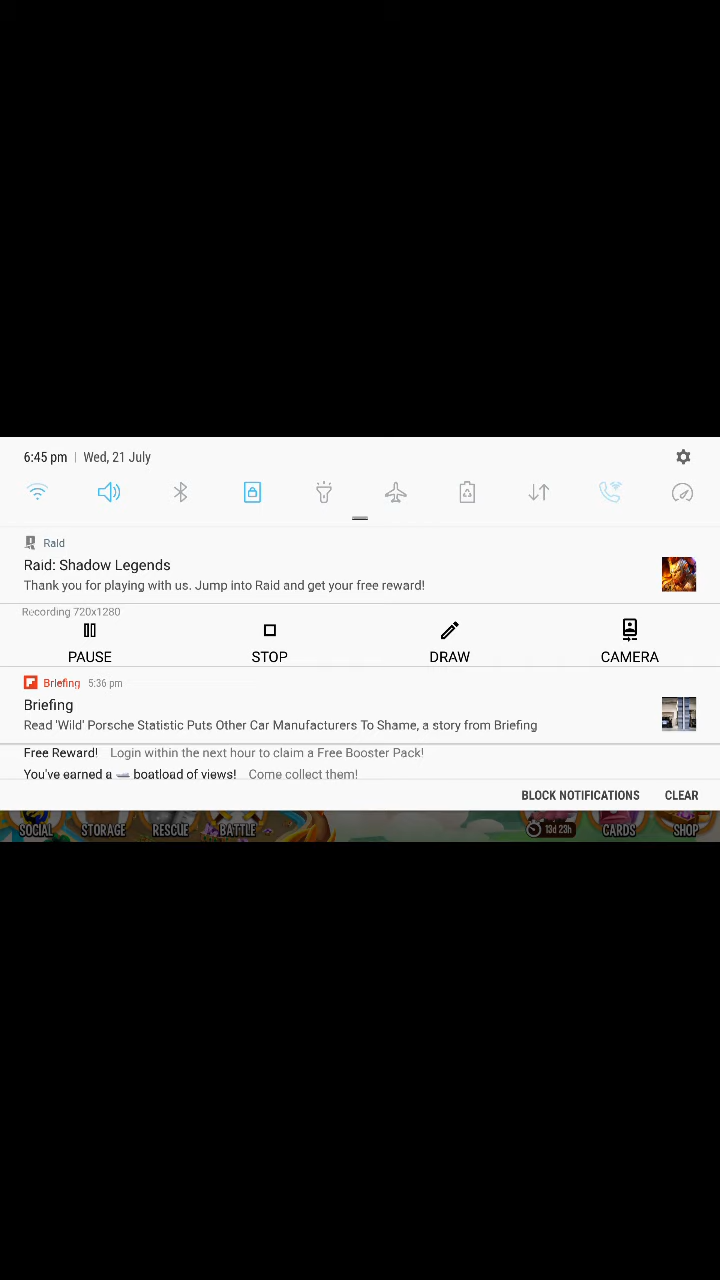 6:45 pm | Wed, 21 July
Raid
Raid: Shadow Legends
Thank you for playing with us. Jump into Raid and get your free reward!
Recording 720x1280
PAUSE STOP DRAW CAMERA
Briefing 5:36 pm
Briefing
Read 'Wild' Porsche Statistic Puts Other Car Manufacturers To Shame, a story from Briefing
Free Reward! Login within the next hour to claim a Free Booster Pack!
You've earned a 🛥 boatload of views! Come collect them!
BLOCK NOTIFICATIONS CLEAR
SOCIAL STORAGE RESCUE BATTLE 13d 23h CARDS SHOP